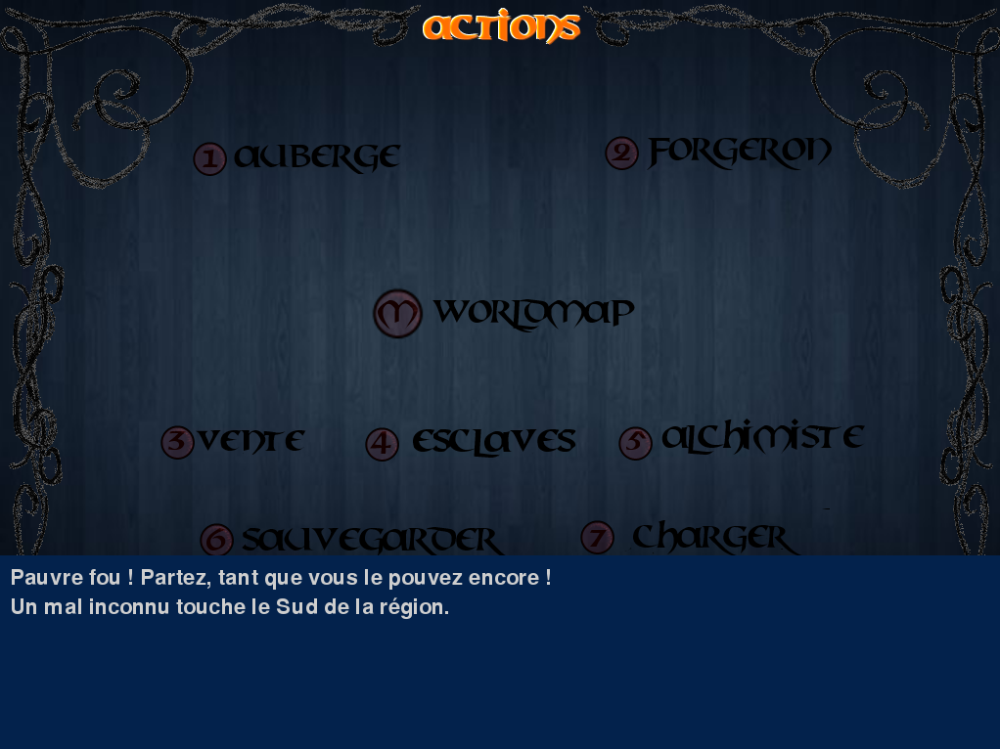 actions
1 auberge
2 forgeron
M worldmap
3 vente
4 esclaves
5 alchimiste
6 sauvegarder
7 charger
Pauvre fou ! Partez, tant que vous le pouvez encore !
Un mal inconnu touche le Sud de la région.